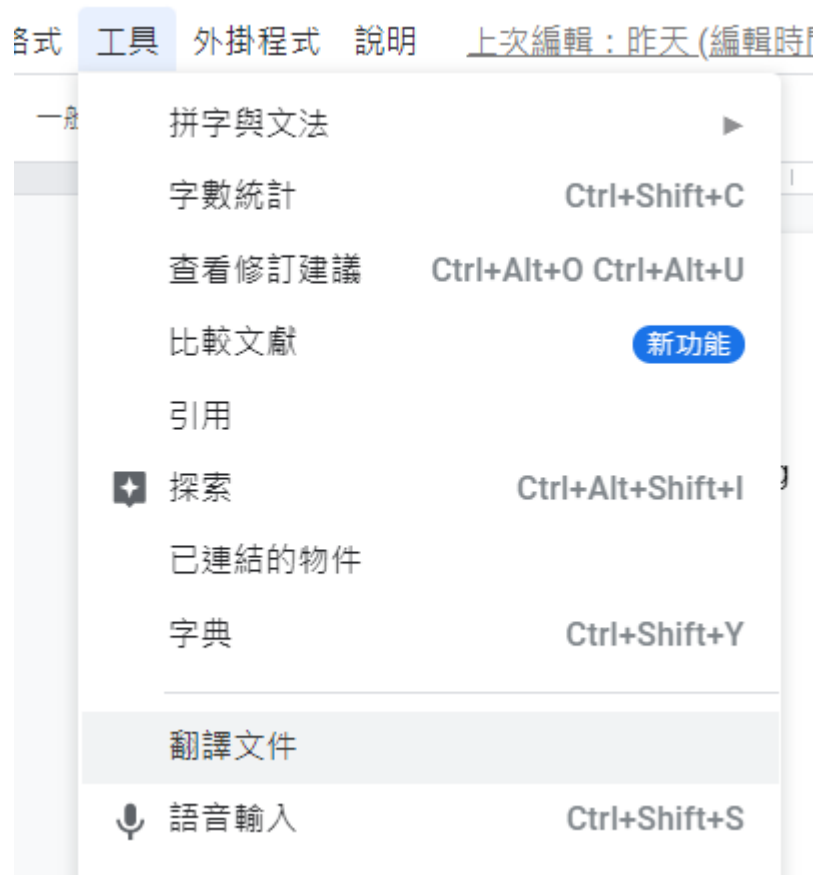 格式 工具 外掛程式 說明 上次編輯：昨天 (編輯時
一般
拼字與文法 ►
字數統計 Ctrl+Shift+C
查看修訂建議 Ctrl+Alt+O Ctrl+Alt+U
比較文獻 新功能
引用
探索 Ctrl+Alt+Shift+I
g
已連結的物件
字典 Ctrl+Shift+Y
翻譯文件
語音輸入 Ctrl+Shift+S